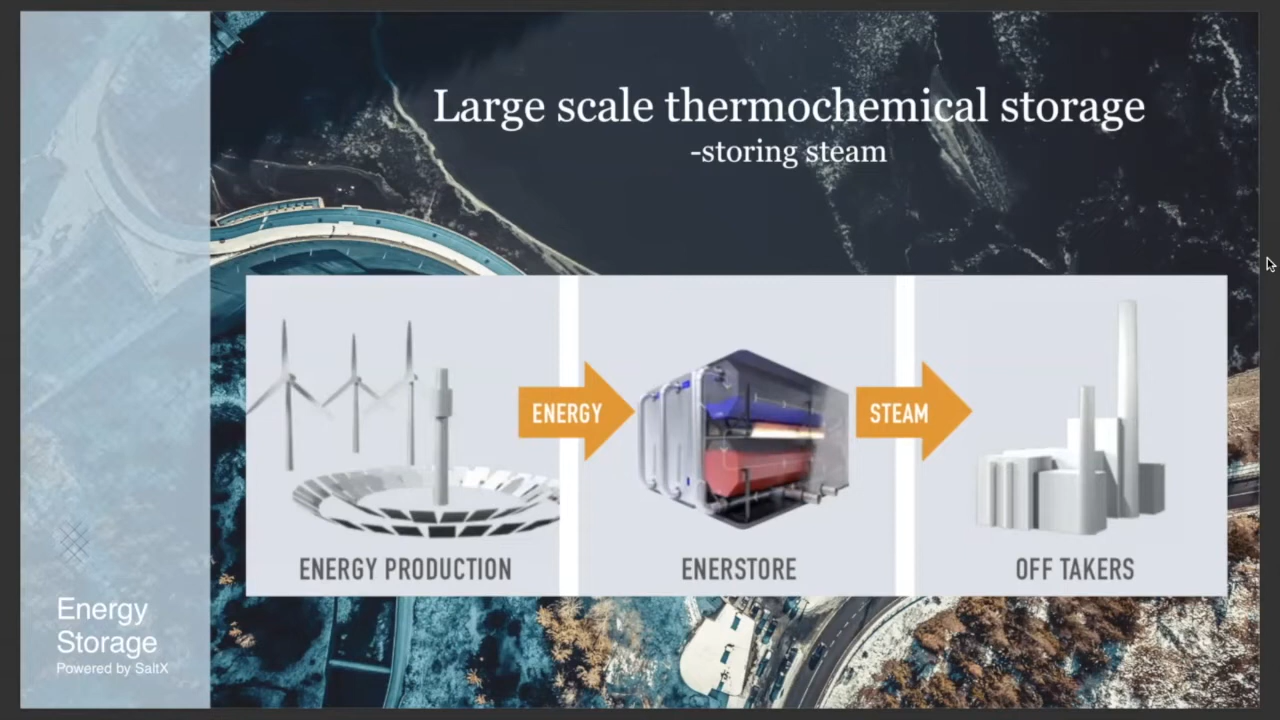 Large scale thermochemical storage
-storing steam
ENERGY
STEAM
ENERGY PRODUCTION
ENERSTORE
OFF TAKERS
Energy
Storage
Powered by SaltX